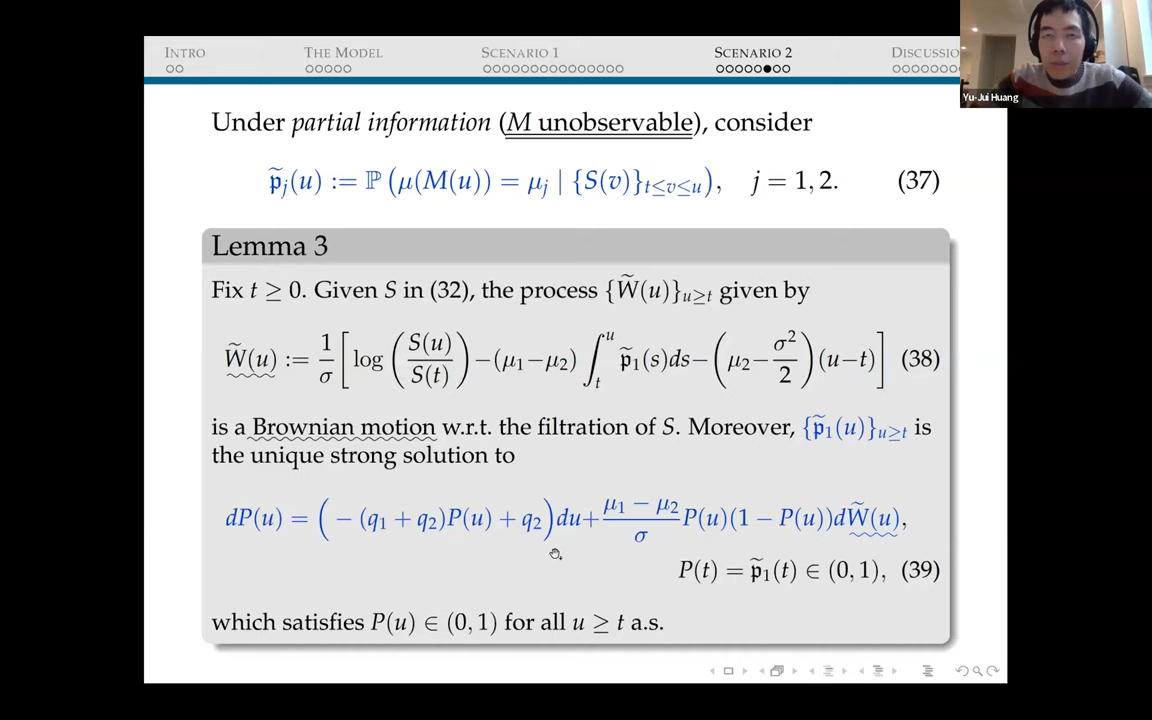 INTRO THE MODEL SCENARIO 1 SCENARIO 2 DISCUSSIO
Yu-Jui Huang
Under partial information (M unobservable), consider
p̃_j(u) := ℙ(μ(M(u)) = μ_j | {S(v)}_{t≤v≤u}), j = 1, 2. (37)
Lemma 3
Fix t ≥ 0. Given S in (32), the process {W̃(u)}_{u≥t} given by
W̃(u) := 1/σ [log (S(u)/S(t)) − (μ₁−μ₂) ∫_t^u p̃₁(s)ds − (μ₂ − σ²/2)(u−t)] (38)
is a Brownian motion w.r.t. the filtration of S. Moreover, {p̃₁(u)}_{u≥t} is
the unique strong solution to
dP(u) = (− (q₁ + q₂)P(u) + q₂)du + (μ₁ − μ₂)/σ P(u)(1 − P(u))dW̃(u),
P(t) = p̃₁(t) ∈ (0, 1), (39)
which satisfies P(u) ∈ (0, 1) for all u ≥ t a.s.